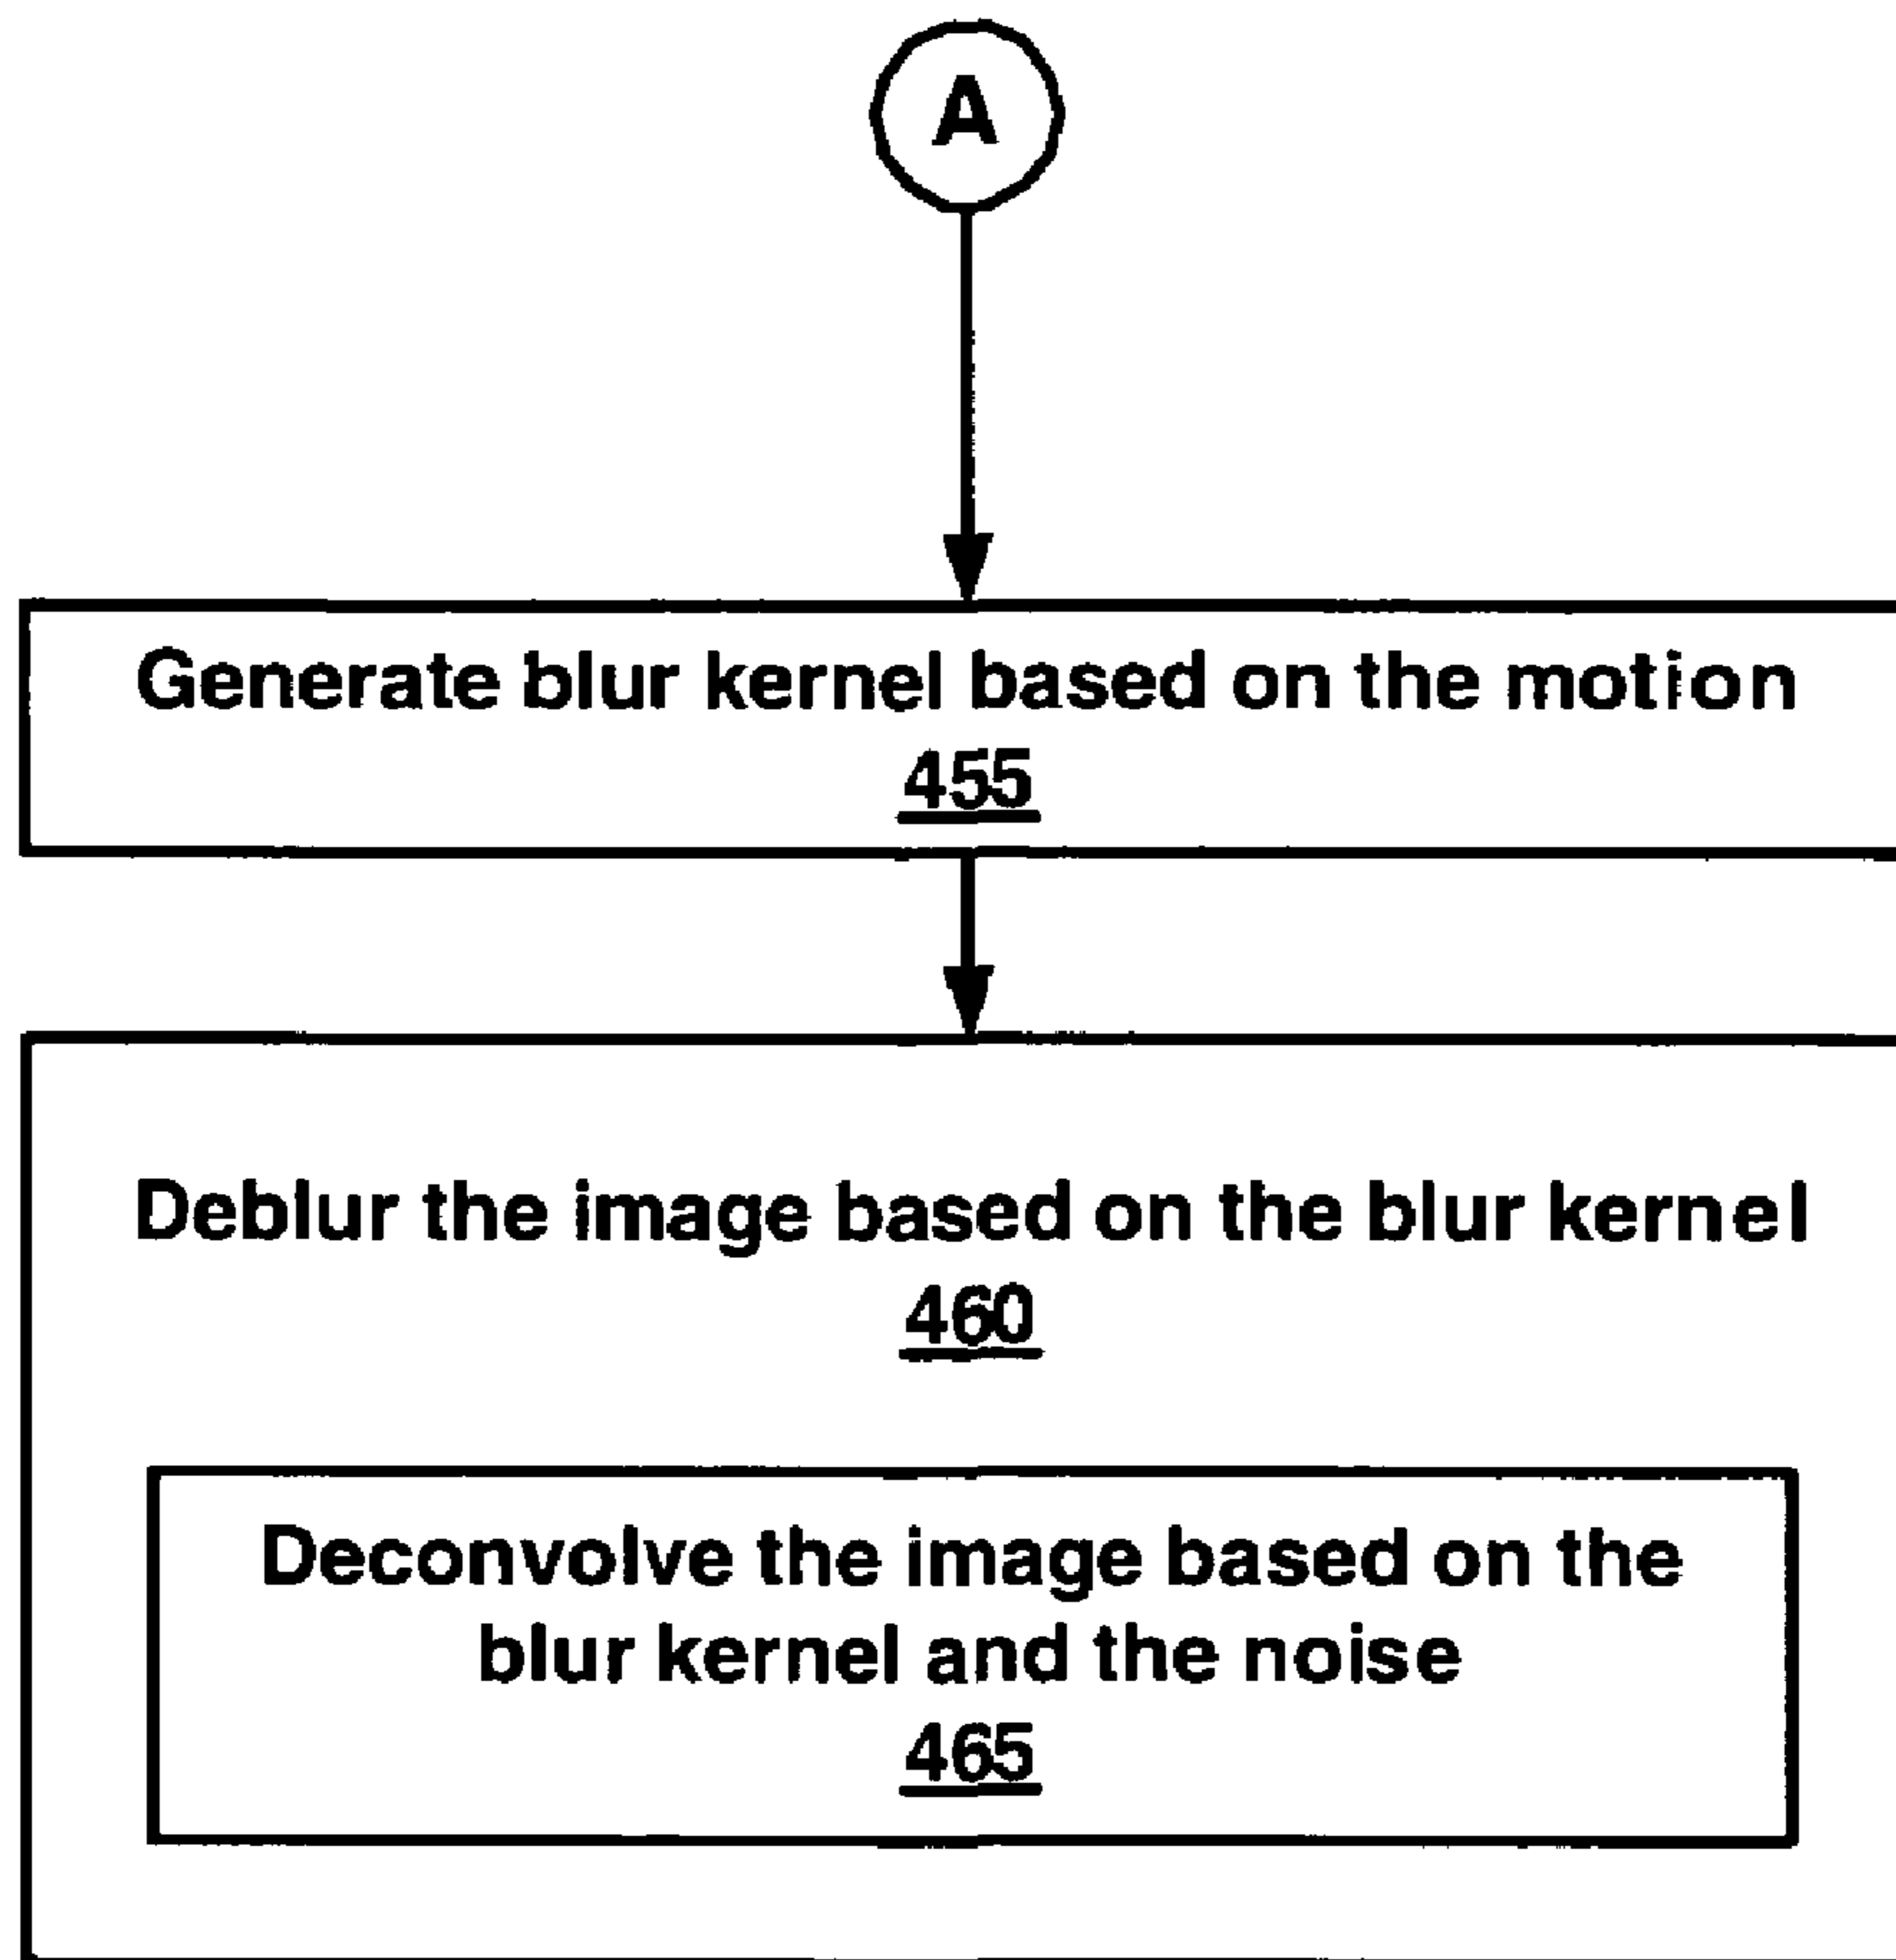 A
Generate blur kernel based on the motion
455
Deblur the image based on the blur kernel
460
Deconvolve the image based on the
blur kernel and the noise
465